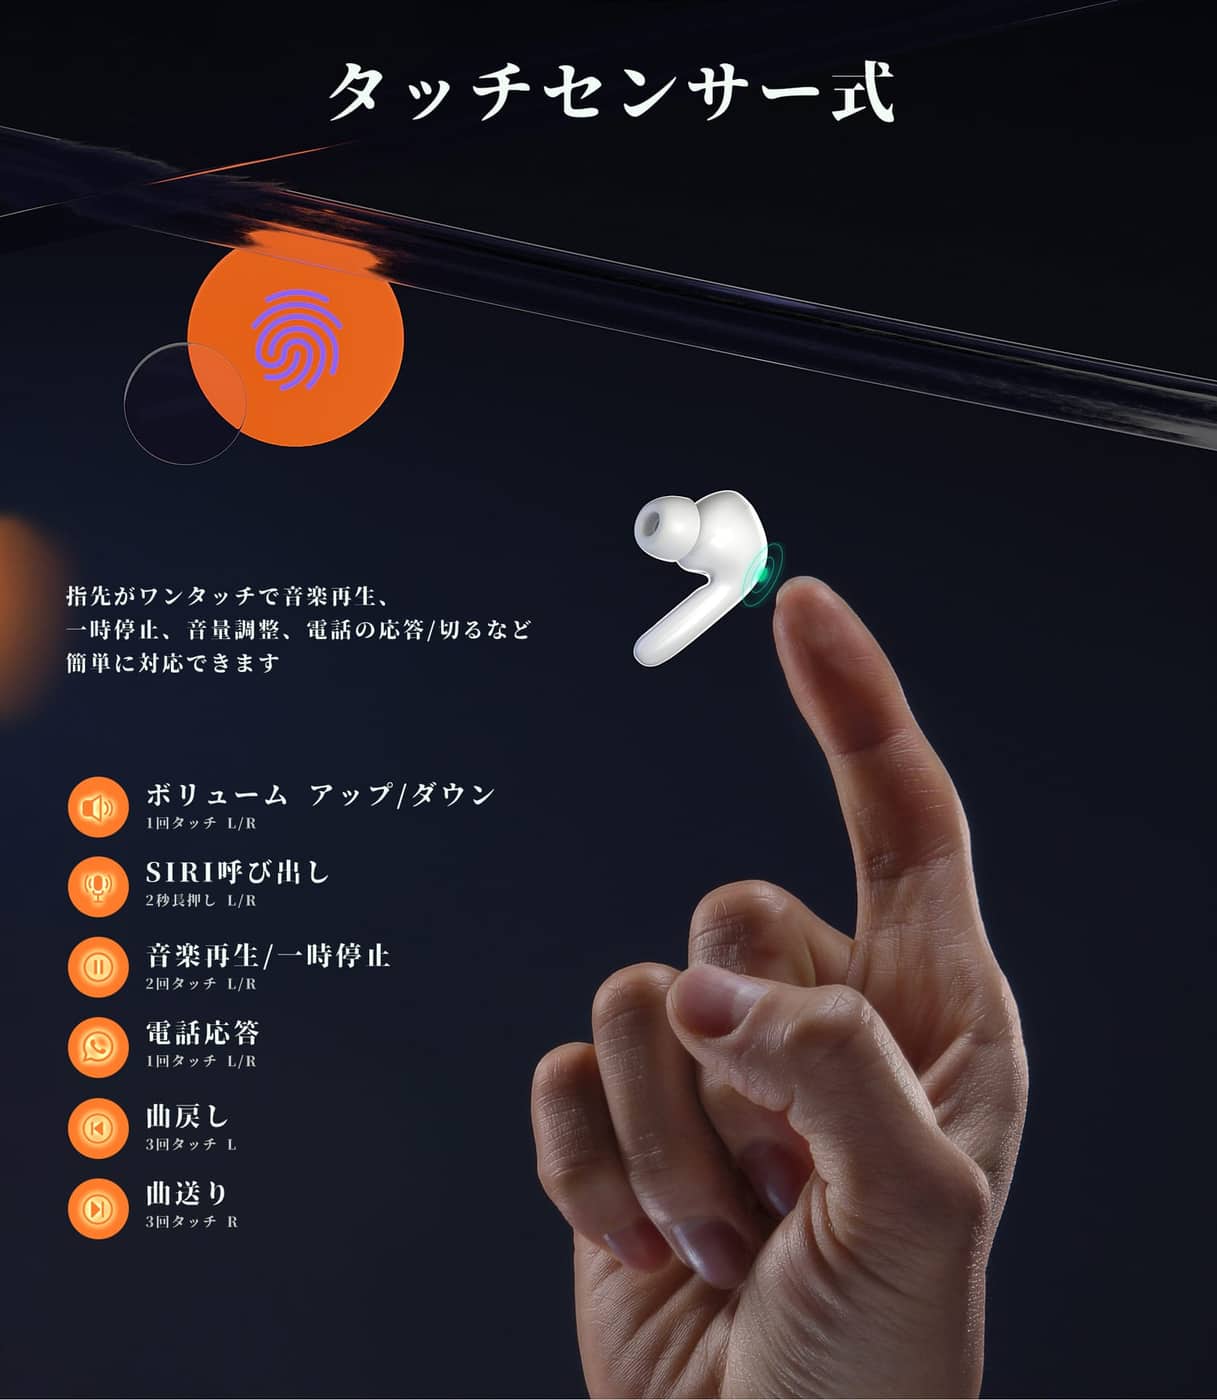 タッチセンサー式
指先がワンタッチで音楽再生、
一時停止、音量調整、電話の応答/切るなど
簡単に対応できます
ボリューム アップ/ダウン
1回タッチ L/R
SIRI呼び出し
2秒長押し L/R
音楽再生/一時停止
2回タッチ L/R
電話応答
1回タッチ L/R
曲戻し
3回タッチ L
曲送り
3回タッチ R